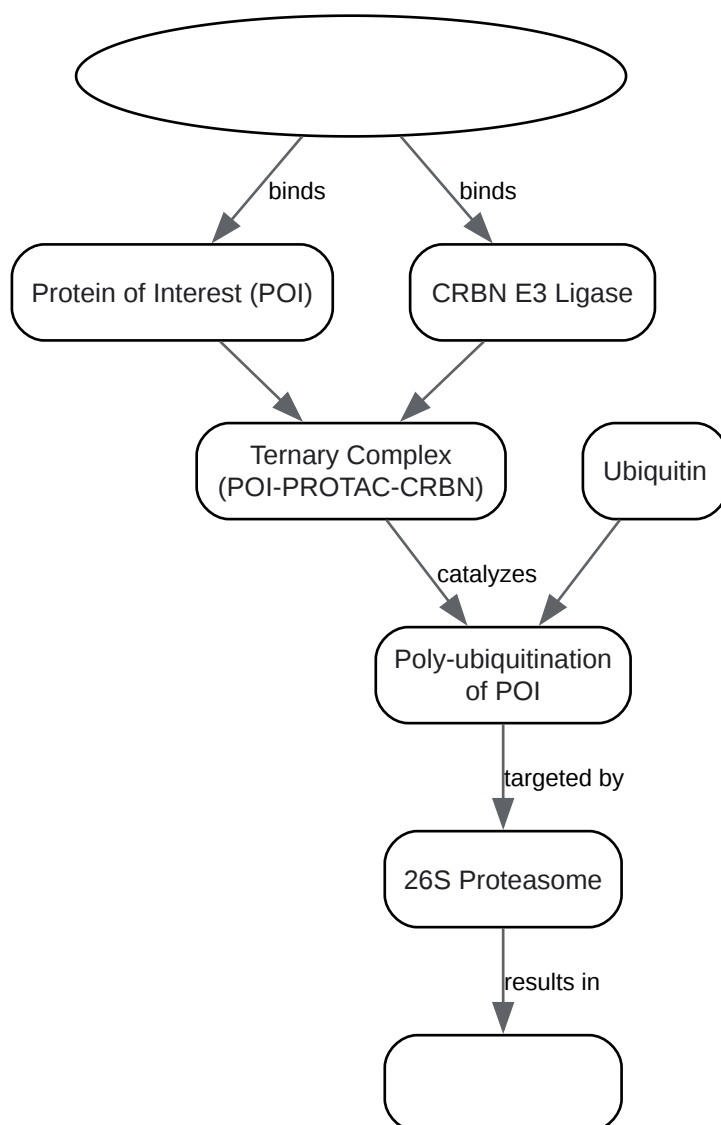 binds
binds
Protein of Interest (POI)
CRBN E3 Ligase
Ternary Complex
(POI-PROTAC-CRBN)
Ubiquitin
catalyzes
Poly-ubiquitination
of POI
targeted by
26S Proteasome
results in